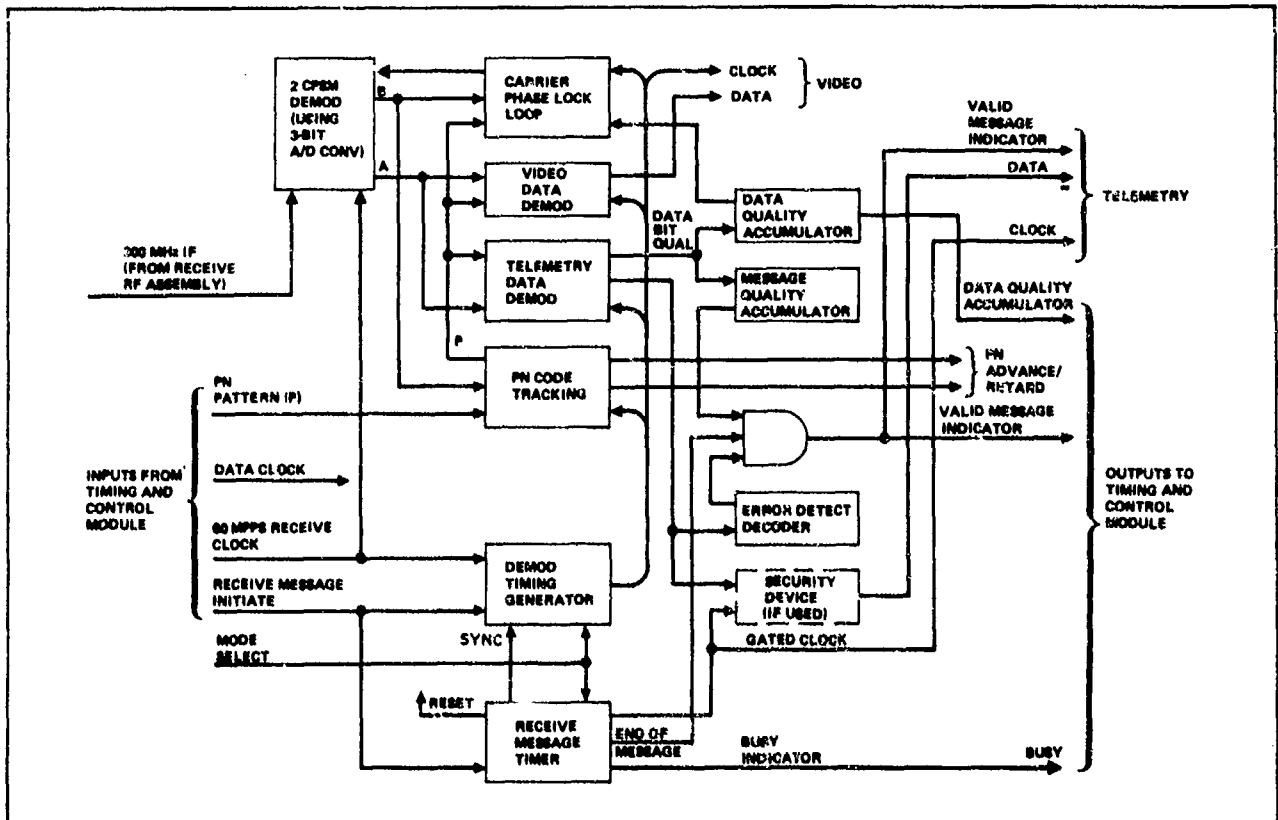 2 CPSM
DEMOD
(USING
3-BIT
A/D CONV)
B
A
CARRIER
PHASE LOCK
LOOP
CLOCK
DATA
VIDEO
VIDEO
DATA
DEMOD
DATA
BIT
QUAL
DATA
QUALITY
ACCUMULATOR
VALID
MESSAGE
INDICATOR
DATA
TELEMETRY
CLOCK
300 MHz IF
(FROM RECEIVE
RF ASSEMBLY)
TELEMETRY
DATA
DEMOD
MESSAGE
QUALITY
ACCUMULATOR
DATA QUALITY
ACCUMULATOR
P
PN CODE
TRACKING
PN
ADVANCE/
RETARD
PN
PATTERN (P)
VALID MESSAGE
INDICATOR
INPUTS FROM
TIMING AND
CONTROL
MODULE
DATA CLOCK
60 MPPS RECEIVE
CLOCK
RECEIVE MESSAGE
INITIATE
ERROR DETECT
DECODER
OUTPUTS TO
TIMING AND
CONTROL
MODULE
DEMOD
TIMING
GENERATOR
SECURITY
DEVICE
(IF USED)
MODE
SELECT
SYNC
GATED CLOCK
RESET
RECEIVE
MESSAGE
TIMER
END OF
MESSAGE
BUSY
INDICATOR
BUSY